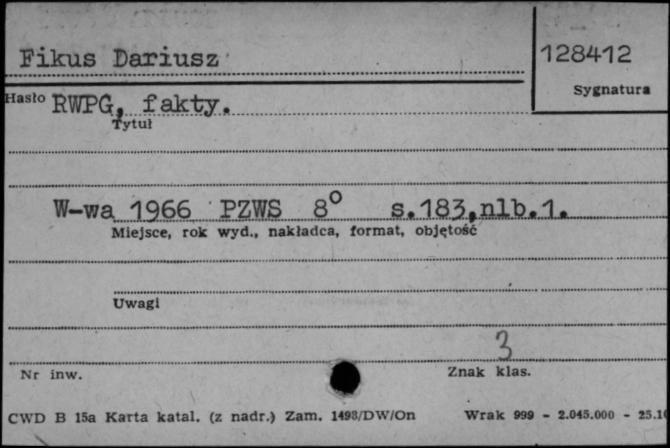 Fikus Dariusz
128412
Sygnatura
Hasło RWPG, fakty.
Tytuł
W-wa 1966 PZWS 8° s.183,nlb.1.
Miejsce, rok wyd., nakładca, format, objętość
Uwagi
3
Nr inw.
Znak klas.
CWD B 15a Karta katal. (z nadr.) Zam. 1498/DW/On Wrak 999 - 2.045.000 - 25.10